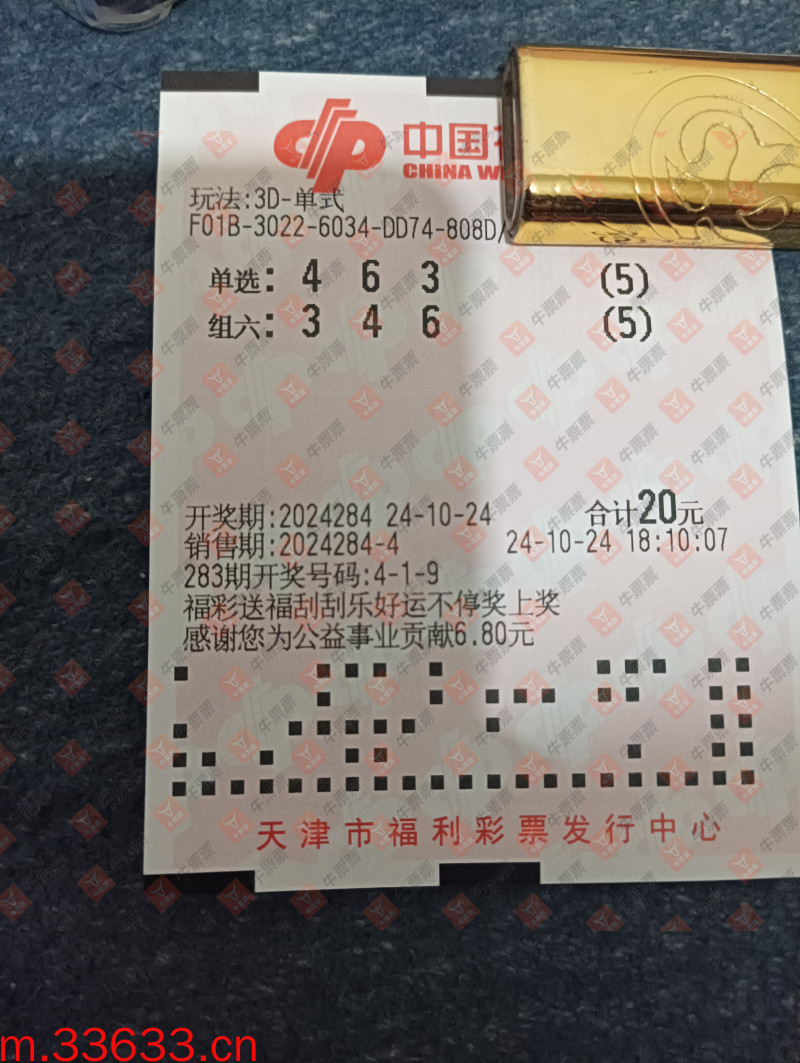 中国
CHINA W
玩法:3D-单式
F01B-3022-6034-DD74-808D/
单选: 4 6 3 (5)
组六: 3 4 6 (5)
开奖期:2024284 24-10-24 合计20元
销售期:2024284-4 24-10-24 18:10:07
283期开奖号码:4-1-9
福彩送福刮刮乐好运不停奖上奖
感谢您为公益事业贡献6.80元
天津市福利彩票发行中心
牛票票
m.33633.cn